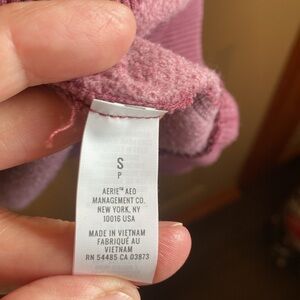 S
P
AERIE™ AEO
MANAGEMENT CO.
NEW YORK, NY
10016 USA
MADE IN VIETNAM
FABRIQUÉ AU
VIETNAM
RN 54485 CA 03873